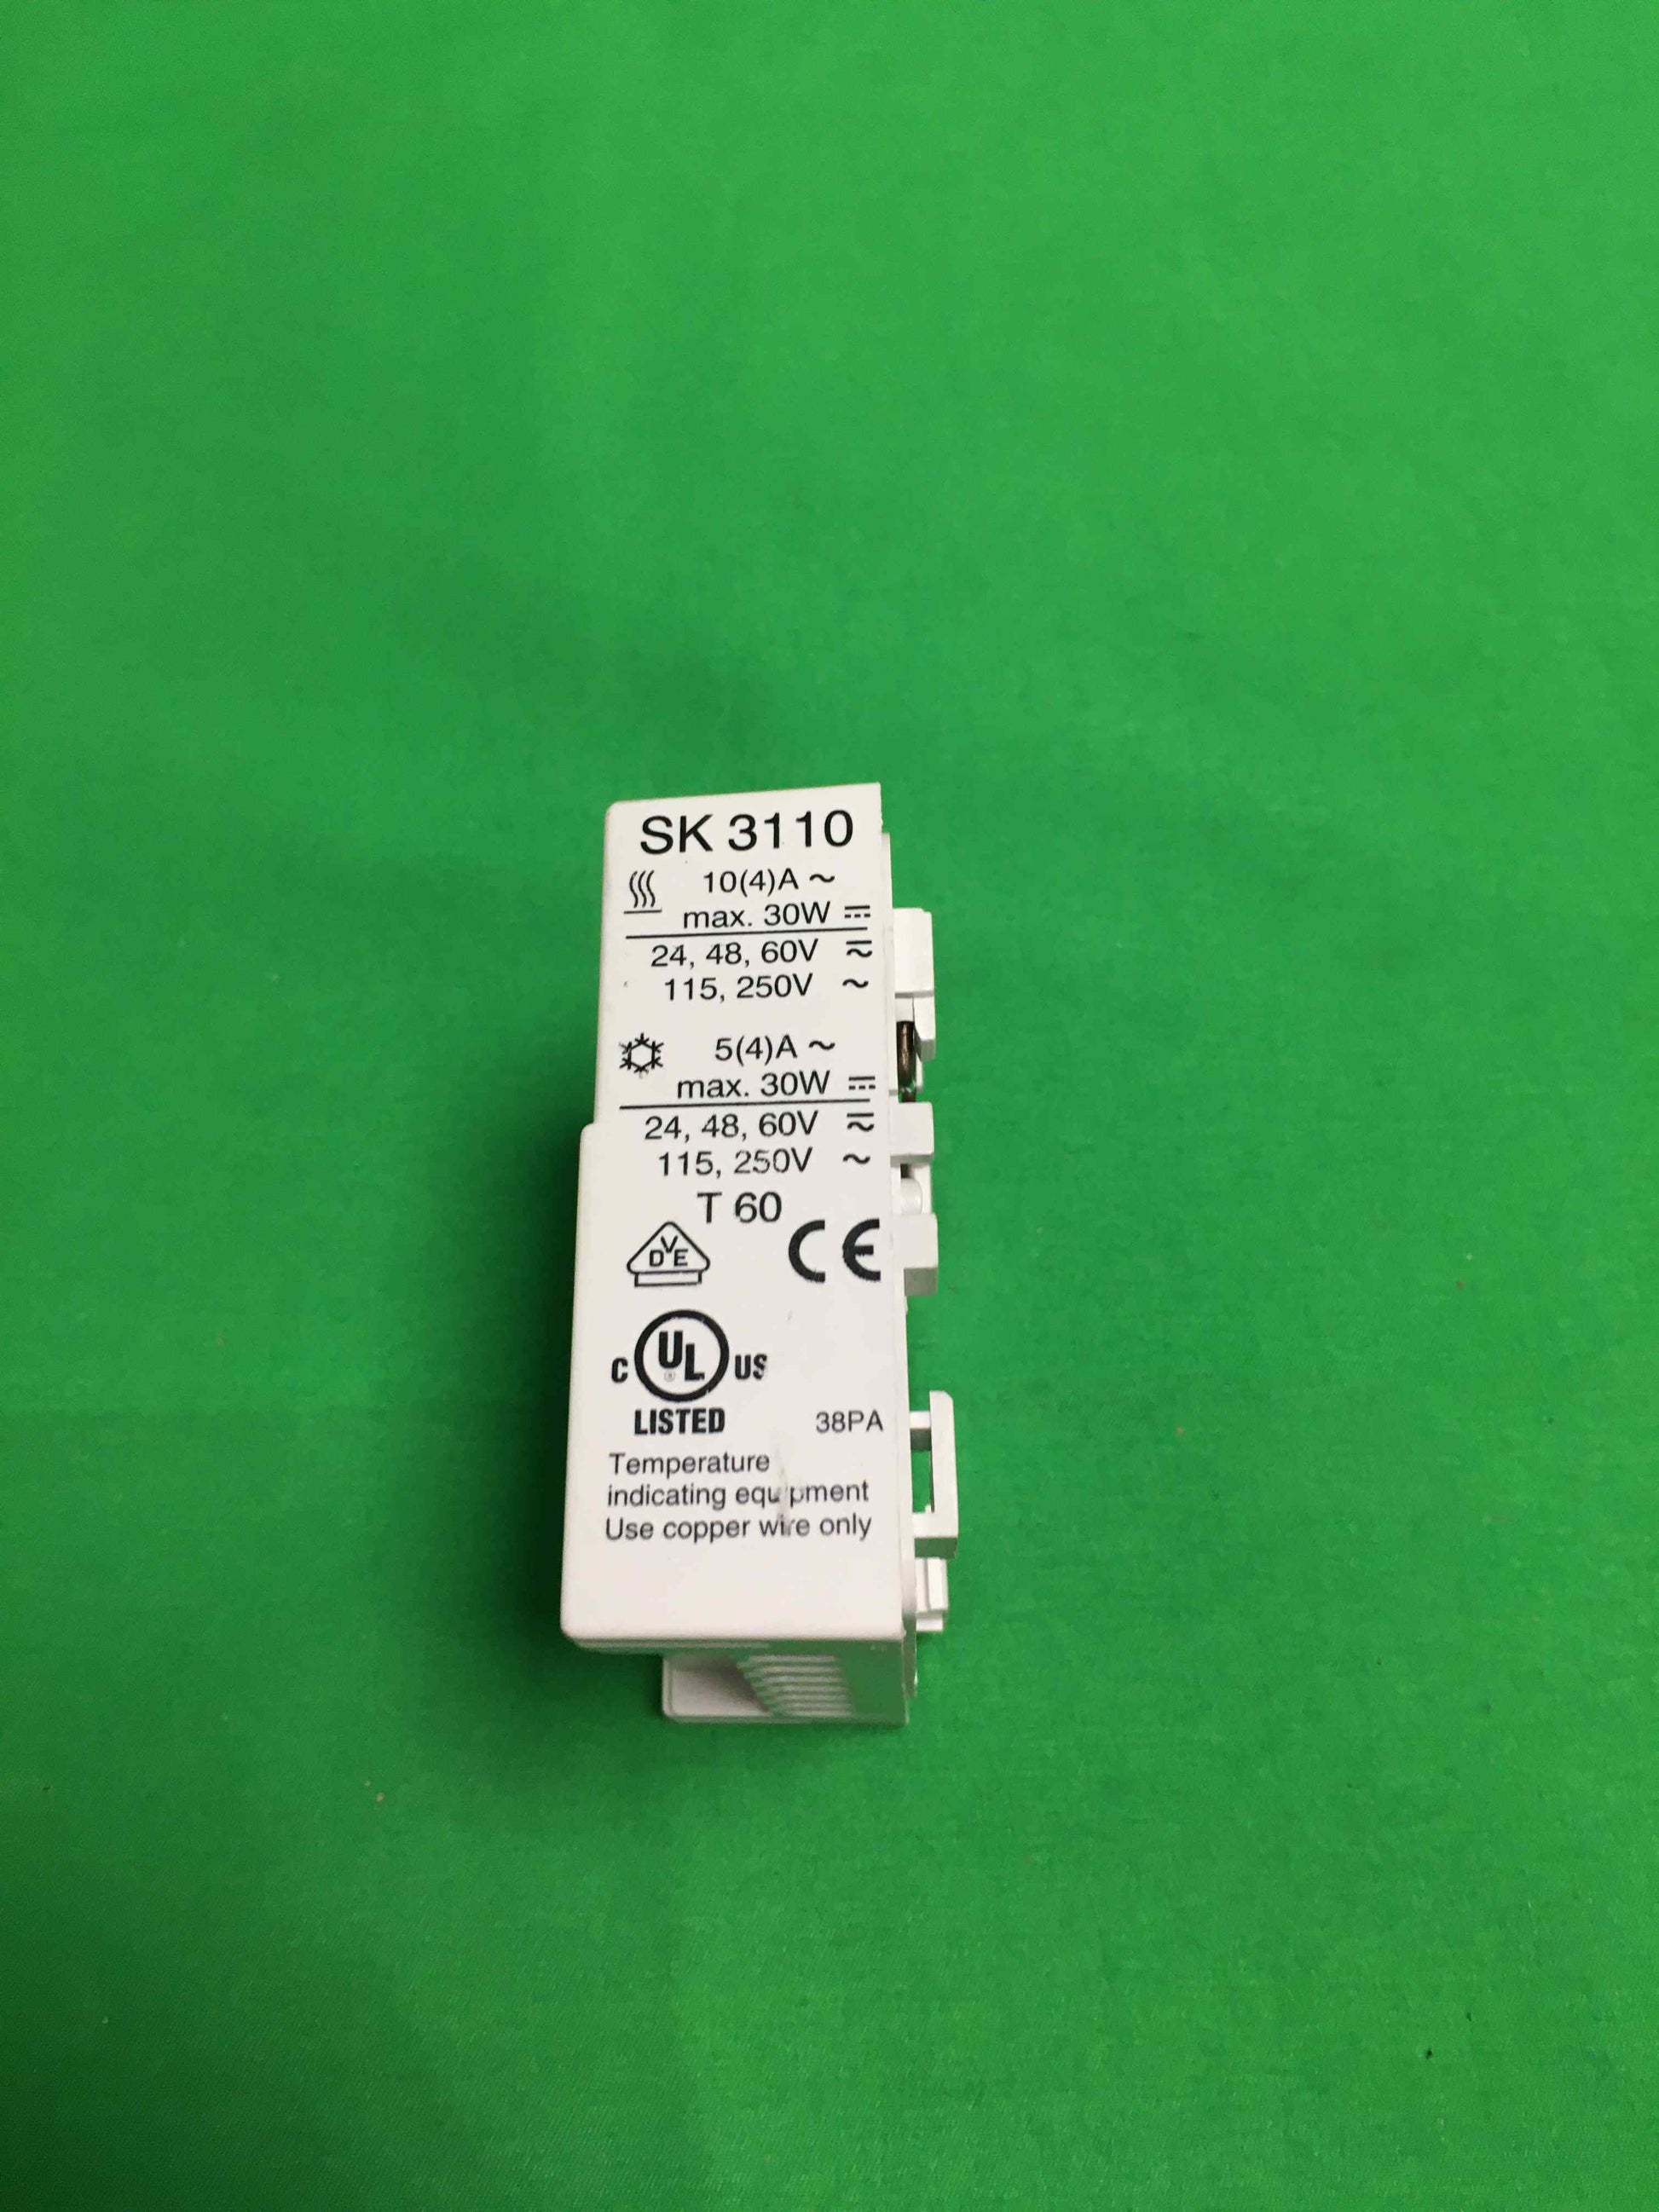 SK 3110
10(4)A ~
max. 30W ⎓
24, 48, 60V ⏦
115, 250V ~
5(4)A ~
max. 30W ⎓
24, 48, 60V ⏦
115, 250V ~
T 60
DVE CE
C UL® US
LISTED 38PA
Temperature
indicating equipment
Use copper wire only